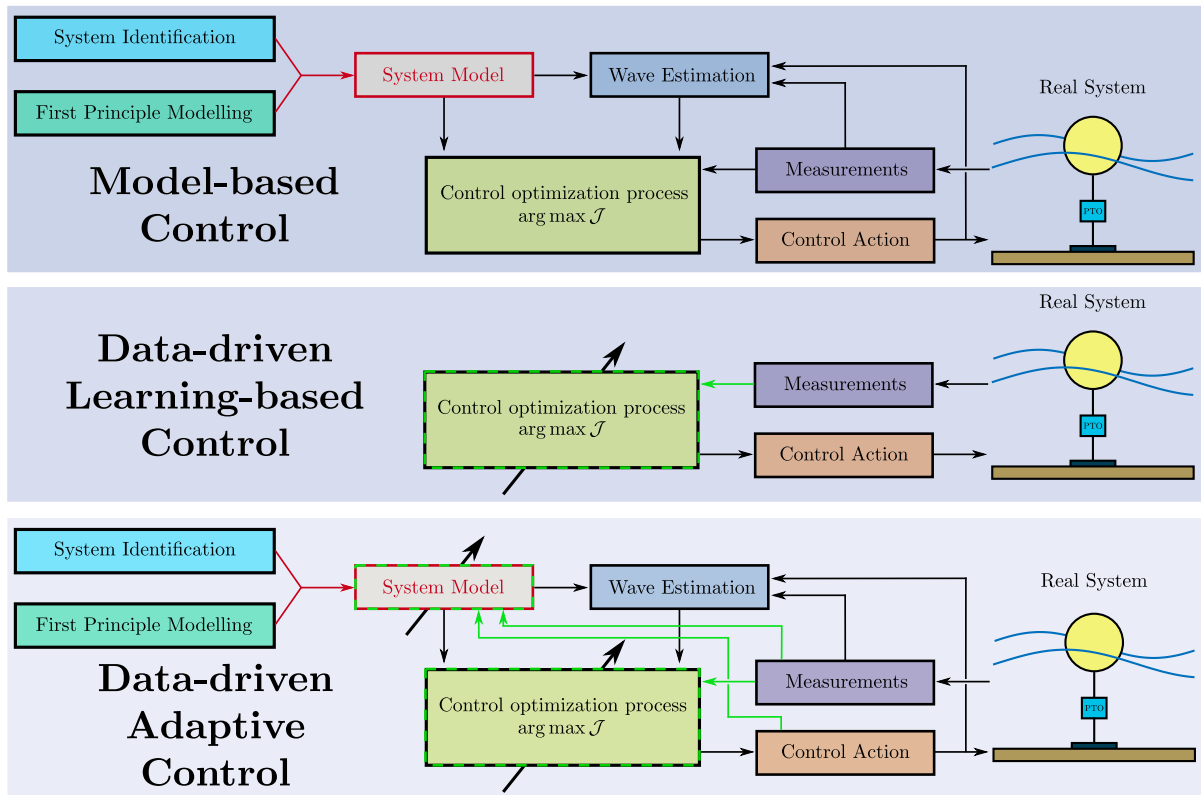 System Identification
First Principle Modelling
System Model
Wave Estimation
Real System
Model-based
Control
Control optimization process
arg max 𝒥
Measurements
Control Action
PTO
Real System
Data-driven
Learning-based
Control
Control optimization process
arg max 𝒥
Measurements
Control Action
PTO
System Identification
First Principle Modelling
System Model
Wave Estimation
Real System
Data-driven
Adaptive
Control
Control optimization process
arg max 𝒥
Measurements
Control Action
PTO